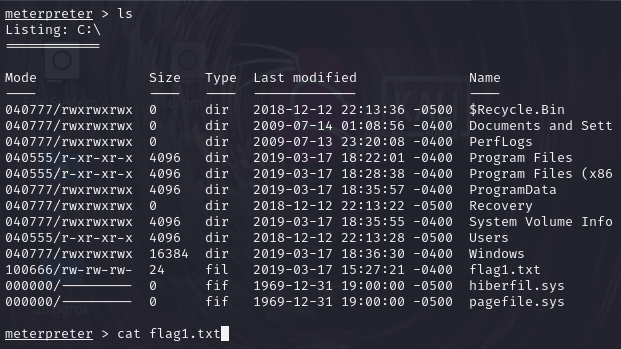 meterpreter > ls
Listing: C:\
============
Mode Size Type Last modified Name
---- ---- ---- ------------- ----
040777/rwxrwxrwx 0 dir 2018-12-12 22:13:36 -0500 $Recycle.Bin
040777/rwxrwxrwx 0 dir 2009-07-14 01:08:56 -0400 Documents and Sett
040777/rwxrwxrwx 0 dir 2009-07-13 23:20:08 -0400 PerfLogs
040555/r-xr-xr-x 4096 dir 2019-03-17 18:22:01 -0400 Program Files
040555/r-xr-xr-x 4096 dir 2019-03-17 18:28:38 -0400 Program Files (x86
040777/rwxrwxrwx 4096 dir 2019-03-17 18:35:57 -0400 ProgramData
040777/rwxrwxrwx 0 dir 2018-12-12 22:13:22 -0500 Recovery
040777/rwxrwxrwx 4096 dir 2019-03-17 18:35:55 -0400 System Volume Info
040555/r-xr-xr-x 4096 dir 2018-12-12 22:13:28 -0500 Users
040777/rwxrwxrwx 16384 dir 2019-03-17 18:36:30 -0400 Windows
100666/rw-rw-rw- 24 fil 2019-03-17 15:27:21 -0400 flag1.txt
000000/--------- 0 fif 1969-12-31 19:00:00 -0500 hiberfil.sys
000000/--------- 0 fif 1969-12-31 19:00:00 -0500 pagefile.sys
meterpreter > cat flag1.txt